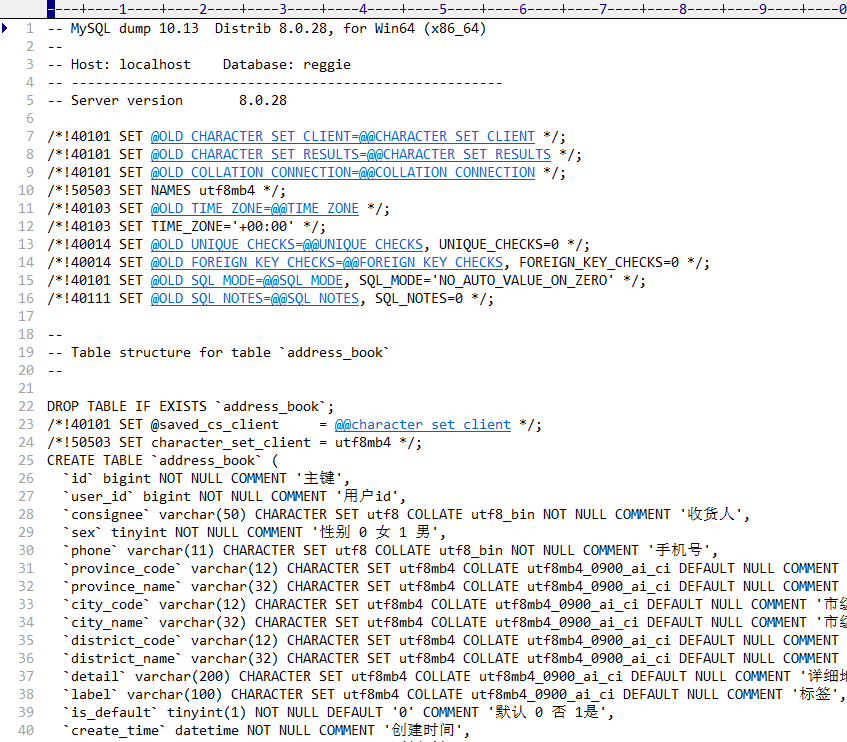 ----+----1----+----2----+----3----+----4----+----5----+----6----+----7----+----8----+----9----+----0
1 -- MySQL dump 10.13  Distrib 8.0.28, for Win64 (x86_64)
2 --
3 -- Host: localhost    Database: reggie
4 -- ------------------------------------------------------
5 -- Server version       8.0.28
6
7 /*!40101 SET @OLD_CHARACTER_SET_CLIENT=@@CHARACTER_SET_CLIENT */;
8 /*!40101 SET @OLD_CHARACTER_SET_RESULTS=@@CHARACTER_SET_RESULTS */;
9 /*!40101 SET @OLD_COLLATION_CONNECTION=@@COLLATION_CONNECTION */;
10 /*!50503 SET NAMES utf8mb4 */;
11 /*!40103 SET @OLD_TIME_ZONE=@@TIME_ZONE */;
12 /*!40103 SET TIME_ZONE='+00:00' */;
13 /*!40014 SET @OLD_UNIQUE_CHECKS=@@UNIQUE_CHECKS, UNIQUE_CHECKS=0 */;
14 /*!40014 SET @OLD_FOREIGN_KEY_CHECKS=@@FOREIGN_KEY_CHECKS, FOREIGN_KEY_CHECKS=0 */;
15 /*!40101 SET @OLD_SQL_MODE=@@SQL_MODE, SQL_MODE='NO_AUTO_VALUE_ON_ZERO' */;
16 /*!40111 SET @OLD_SQL_NOTES=@@SQL_NOTES, SQL_NOTES=0 */;
17
18 --
19 -- Table structure for table `address_book`
20 --
21
22 DROP TABLE IF EXISTS `address_book`;
23 /*!40101 SET @saved_cs_client     = @@character_set_client */;
24 /*!50503 SET character_set_client = utf8mb4 */;
25 CREATE TABLE `address_book` (
26   `id` bigint NOT NULL COMMENT '主键',
27   `user_id` bigint NOT NULL COMMENT '用户id',
28   `consignee` varchar(50) CHARACTER SET utf8 COLLATE utf8_bin NOT NULL COMMENT '收货人',
29   `sex` tinyint NOT NULL COMMENT '性别 0 女 1 男',
30   `phone` varchar(11) CHARACTER SET utf8 COLLATE utf8_bin NOT NULL COMMENT '手机号',
31   `province_code` varchar(12) CHARACTER SET utf8mb4 COLLATE utf8mb4_0900_ai_ci DEFAULT NULL COMMENT
32   `province_name` varchar(32) CHARACTER SET utf8mb4 COLLATE utf8mb4_0900_ai_ci DEFAULT NULL COMMENT
33   `city_code` varchar(12) CHARACTER SET utf8mb4 COLLATE utf8mb4_0900_ai_ci DEFAULT NULL COMMENT '市级
34   `city_name` varchar(32) CHARACTER SET utf8mb4 COLLATE utf8mb4_0900_ai_ci DEFAULT NULL COMMENT '市级
35   `district_code` varchar(12) CHARACTER SET utf8mb4 COLLATE utf8mb4_0900_ai_ci DEFAULT NULL COMMENT
36   `district_name` varchar(32) CHARACTER SET utf8mb4 COLLATE utf8mb4_0900_ai_ci DEFAULT NULL COMMENT
37   `detail` varchar(200) CHARACTER SET utf8mb4 COLLATE utf8mb4_0900_ai_ci DEFAULT NULL COMMENT '详细地
38   `label` varchar(100) CHARACTER SET utf8mb4 COLLATE utf8mb4_0900_ai_ci DEFAULT NULL COMMENT '标签',
39   `is_default` tinyint(1) NOT NULL DEFAULT '0' COMMENT '默认 0 否 1是',
40   `create_time` datetime NOT NULL COMMENT '创建时间',